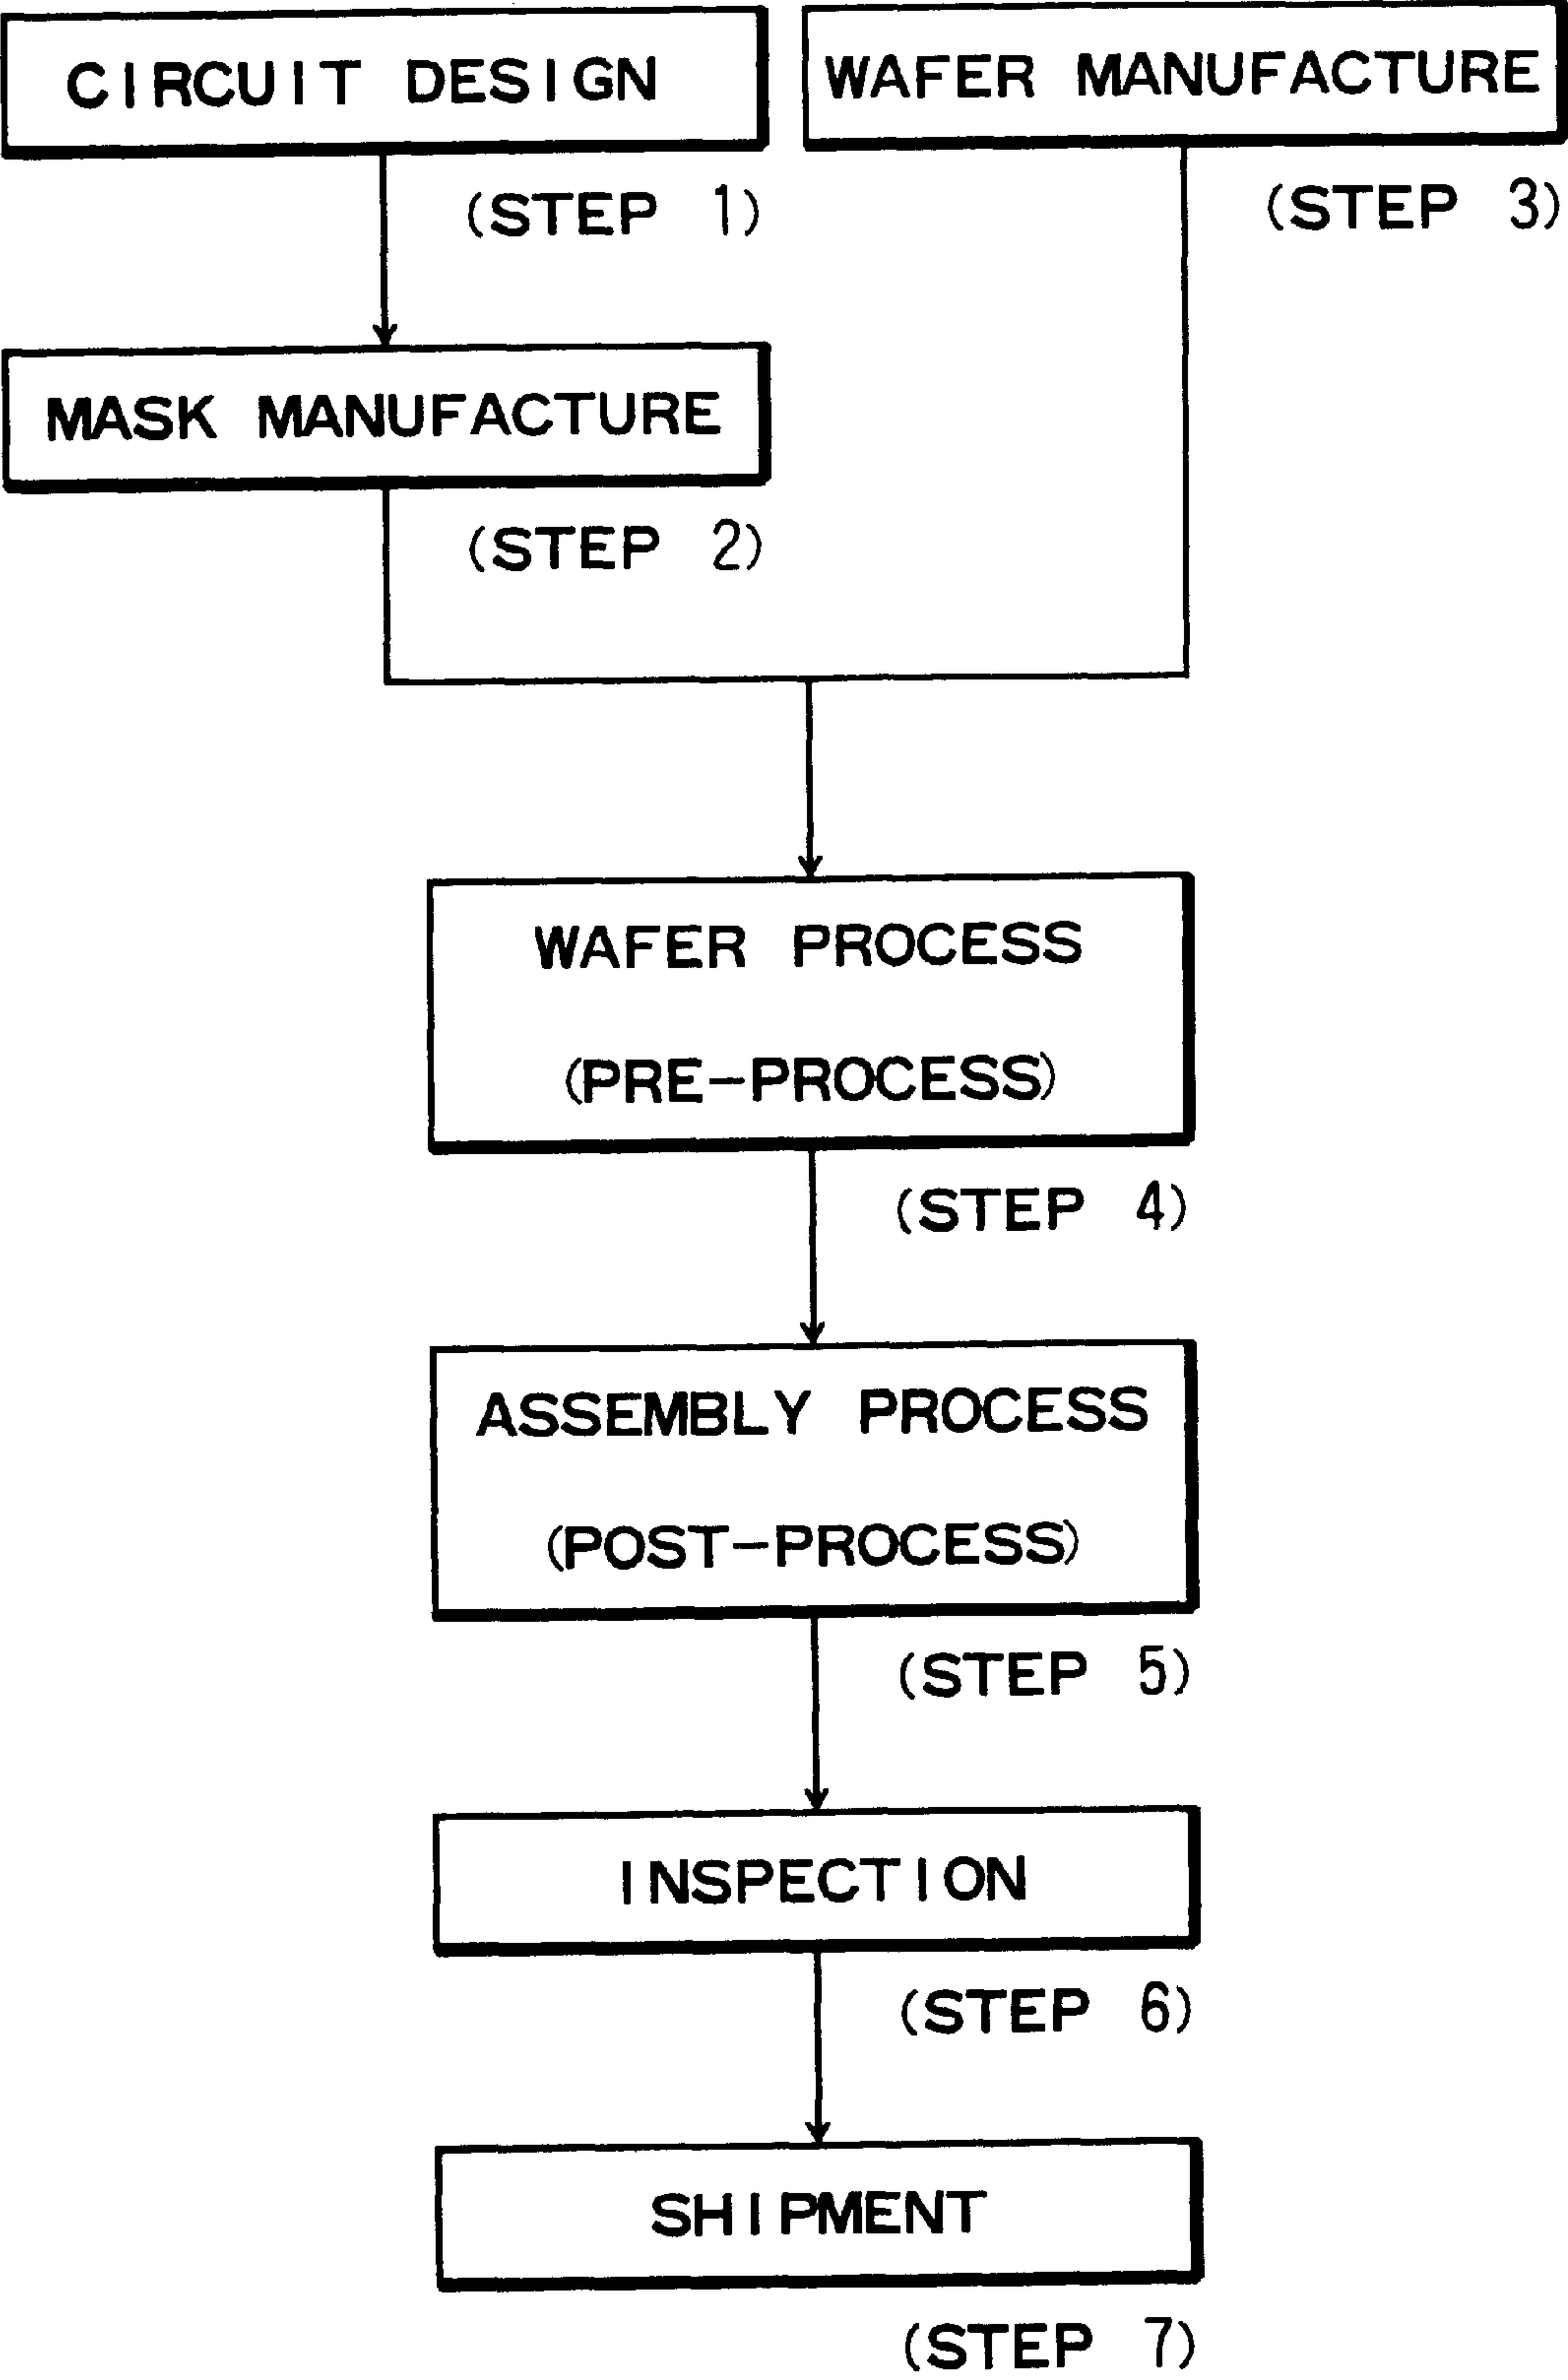 CIRCUIT DESIGN
(STEP 1)
WAFER MANUFACTURE
(STEP 3)
MASK MANUFACTURE
(STEP 2)
WAFER PROCESS
(PRE-PROCESS)
(STEP 4)
ASSEMBLY PROCESS
(POST-PROCESS)
(STEP 5)
INSPECTION
(STEP 6)
SHIPMENT
(STEP 7)